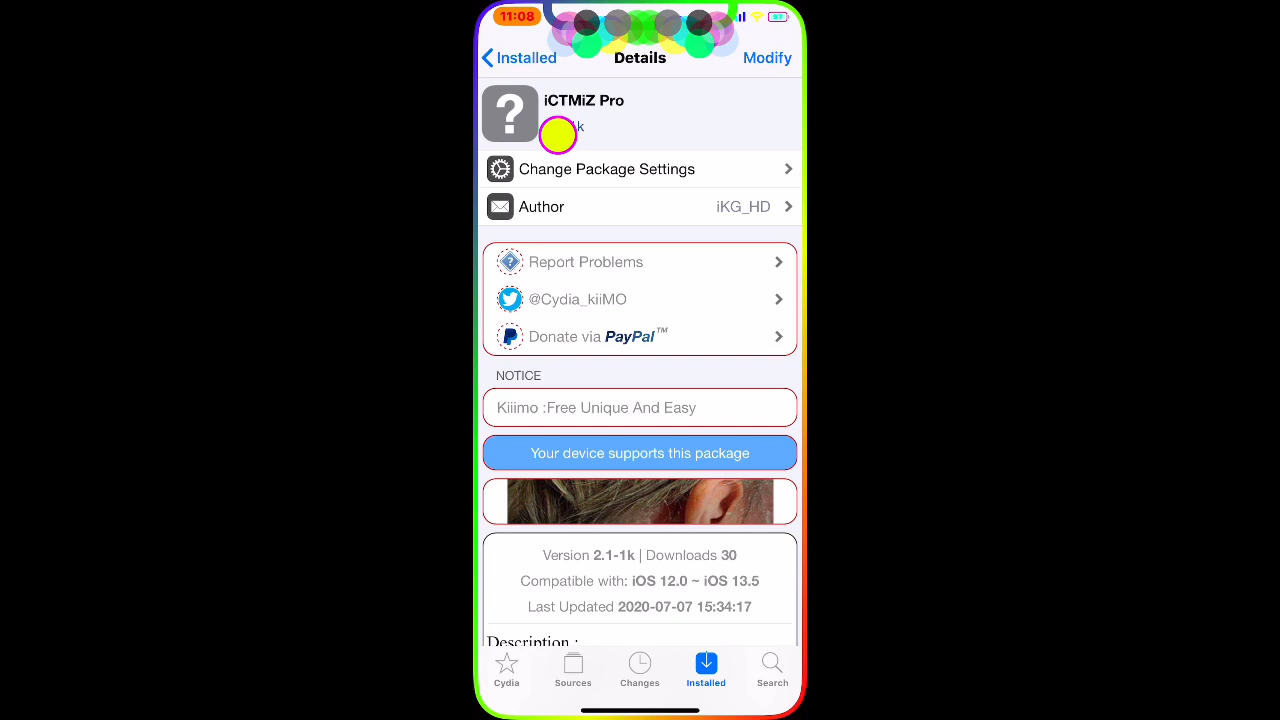 11:08
Installed
Details
Modify
iCTMiZ Pro
Change Package Settings
Author
iKG_HD
Report Problems
@Cydia_kiiMO
Donate via PayPal™
NOTICE
Kiiimo :Free Unique And Easy
Your device supports this package
Version 2.1-1k | Downloads 30
Compatible with: iOS 12.0 ~ iOS 13.5
Last Updated 2020-07-07 15:34:17
Description :
Cydia
Sources
Changes
Installed
Search